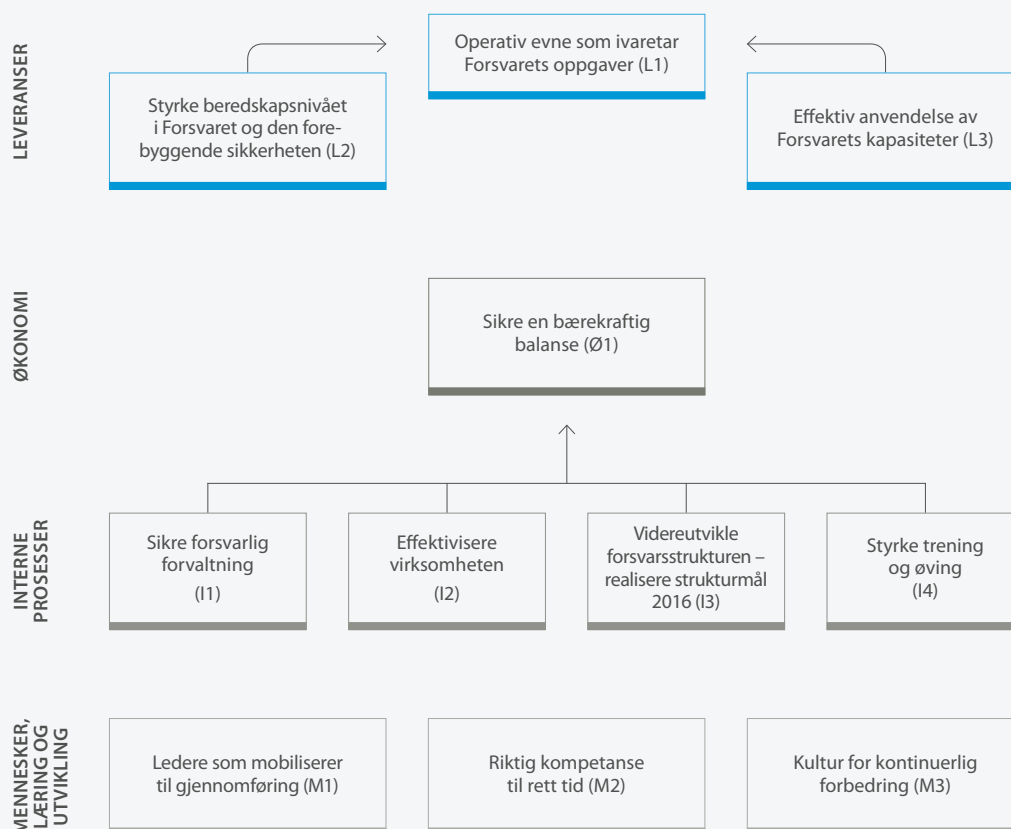 LEVERANSER
Operativ evne som ivaretar
Forsvarets oppgaver (L1)
Styrke beredskapsnivået
i Forsvaret og den fore-
byggende sikkerheten (L2)
Effektiv anvendelse av
Forsvarets kapasiteter (L3)
ØKONOMI
Sikre en bærekraftig
balanse (Ø1)
INTERNE
PROSESSER
Sikre forsvarlig
forvaltning
(I1)
Effektivisere
virksomheten
(I2)
Videreutvikle
forsvarsstrukturen –
realisere strukturmål
2016 (I3)
Styrke trening
og øving
(I4)
MENNESKER,
LÆRING OG
UTVIKLING
Ledere som mobiliserer
til gjennomføring (M1)
Riktig kompetanse
til rett tid (M2)
Kultur for kontinuerlig
forbedring (M3)